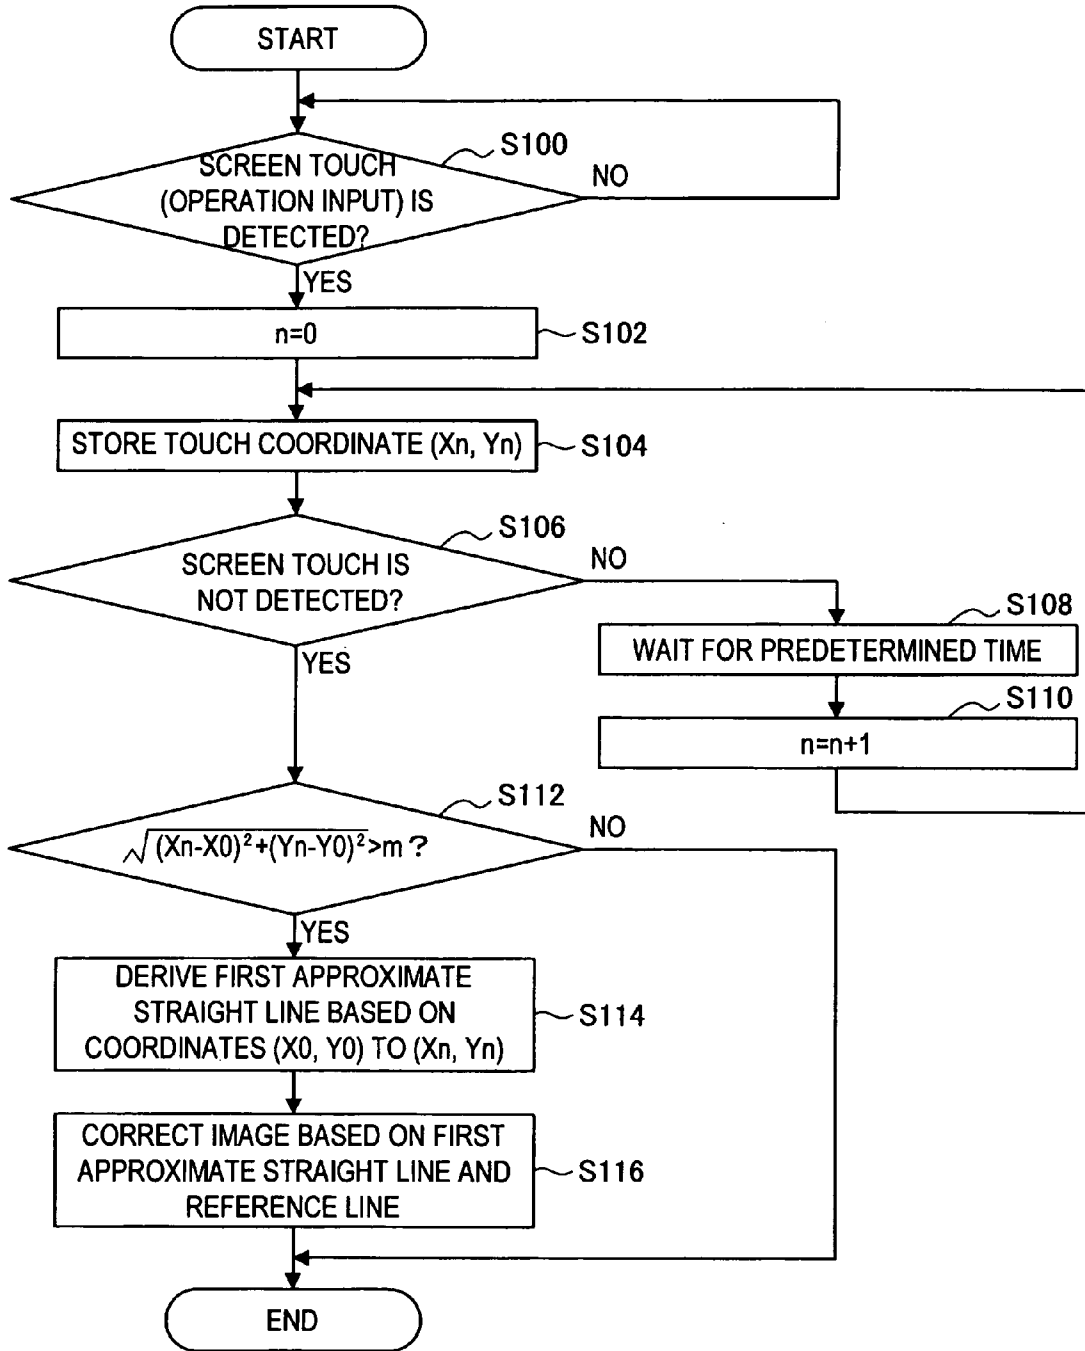 START
S100
SCREEN TOUCH
(OPERATION INPUT) IS
DETECTED?
NO
YES
n=0
S102
STORE TOUCH COORDINATE (Xn, Yn)
S104
S106
SCREEN TOUCH IS
NOT DETECTED?
NO
YES
S108
WAIT FOR PREDETERMINED TIME
S110
n=n+1
S112
√(Xn-X0)²+(Yn-Y0)²>m?
NO
YES
DERIVE FIRST APPROXIMATE
STRAIGHT LINE BASED ON
COORDINATES (X0, Y0) TO (Xn, Yn)
S114
CORRECT IMAGE BASED ON FIRST
APPROXIMATE STRAIGHT LINE AND
REFERENCE LINE
S116
END